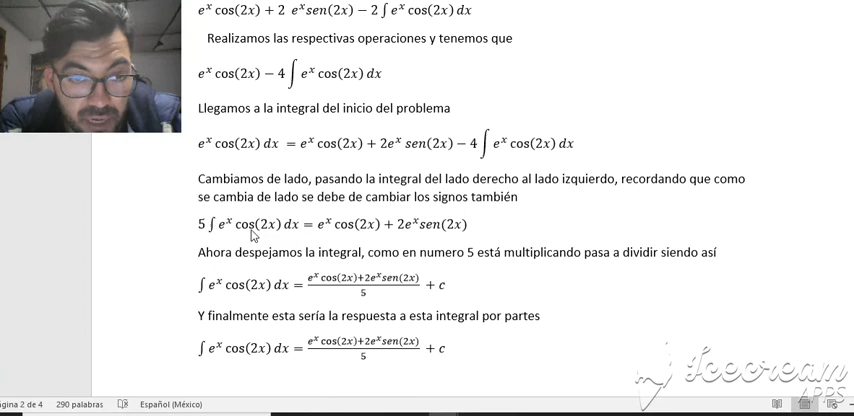 e^x cos(2x) + 2 e^x sen(2x) − 2 ∫ e^x cos(2x) dx
Realizamos las respectivas operaciones y tenemos que
e^x cos(2x) − 4 ∫ e^x cos(2x) dx
Llegamos a la integral del inicio del problema
e^x cos(2x) dx = e^x cos(2x) + 2e^x sen(2x) − 4 ∫ e^x cos(2x) dx
Cambiamos de lado, pasando la integral del lado derecho al lado izquierdo, recordando que como
se cambia de lado se debe de cambiar los signos también
5 ∫ e^x cos(2x) dx = e^x cos(2x) + 2e^x sen(2x)
Ahora despejamos la integral, como en numero 5 está multiplicando pasa a dividir siendo así
∫ e^x cos(2x) dx = (e^x cos(2x)+2e^x sen(2x))/5 + c
Y finalmente esta sería la respuesta a esta integral por partes
∫ e^x cos(2x) dx = (e^x cos(2x)+2e^x sen(2x))/5 + c
Icecream
APPS
ágina 2 de 4 290 palabras Español (México)